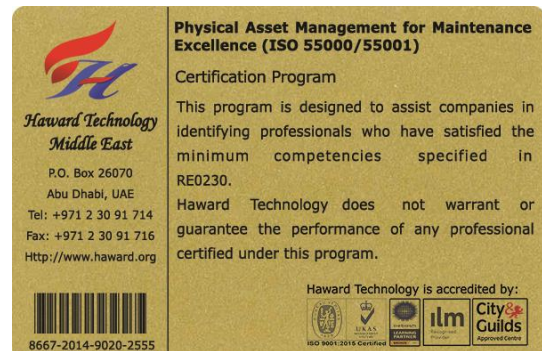 Haward Technology
Middle East
P.O. Box 26070
Abu Dhabi, UAE
Tel: +971 2 30 91 714
Fax: +971 2 30 91 716
Http://www.haward.org
8667-2014-9020-2555
Physical Asset Management for Maintenance
Excellence (ISO 55000/55001)
Certification Program
This program is designed to assist companies in
identifying professionals who have satisfied the
minimum competencies specified in
RE0230.
Haward Technology does not warrant or
guarantee the performance of any professional
certified under this program.
Haward Technology is accredited by:
UKAS
ISO 9001:2015 Certified
ilm
City &
Guilds
Approved Centre